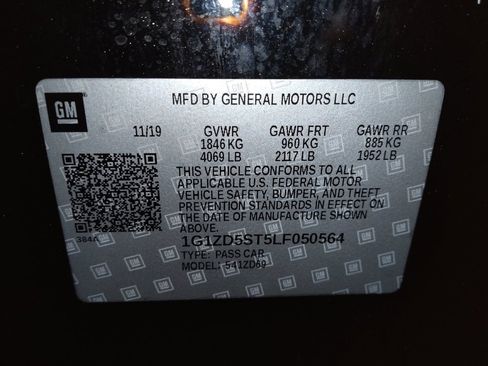 GM
MFD BY GENERAL MOTORS LLC
11/19 GVWR GAWR FRT GAWR RR
1846 KG 960 KG 885 KG
4069 LB 2117 LB 1952 LB
THIS VEHICLE CONFORMS TO ALL
APPLICABLE U.S. FEDERAL MOTOR
VEHICLE SAFETY, BUMPER, AND THEFT
PREVENTION STANDARDS IN EFFECT ON
THE DATE OF MANUFACTURE SHOWN
ABOVE.
384A
1G1ZD5ST5LF050564
TYPE: PASS CAR
MODEL: 541ZD69